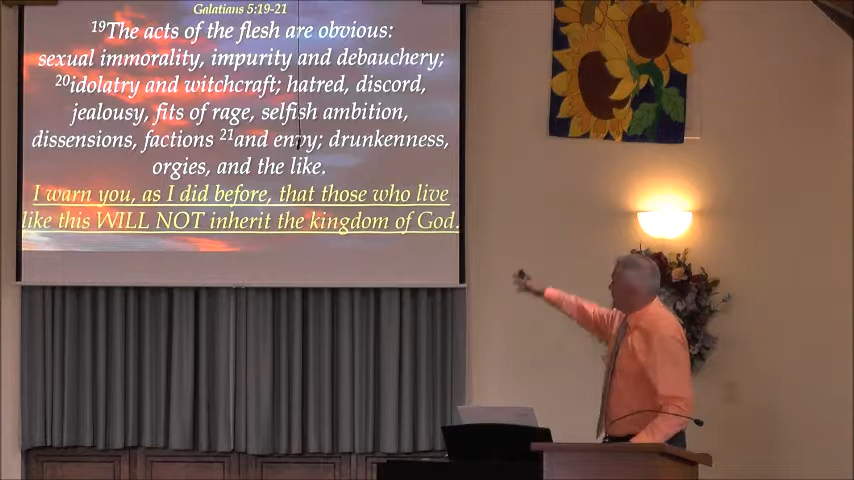 Galatians 5:19-21
19The acts of the flesh are obvious:
sexual immorality, impurity and debauchery;
20idolatry and witchcraft; hatred, discord,
jealousy, fits of rage, selfish ambition,
dissensions, factions 21and envy; drunkenness,
orgies, and the like.
I warn you, as I did before, that those who live
like this WILL NOT inherit the kingdom of God.